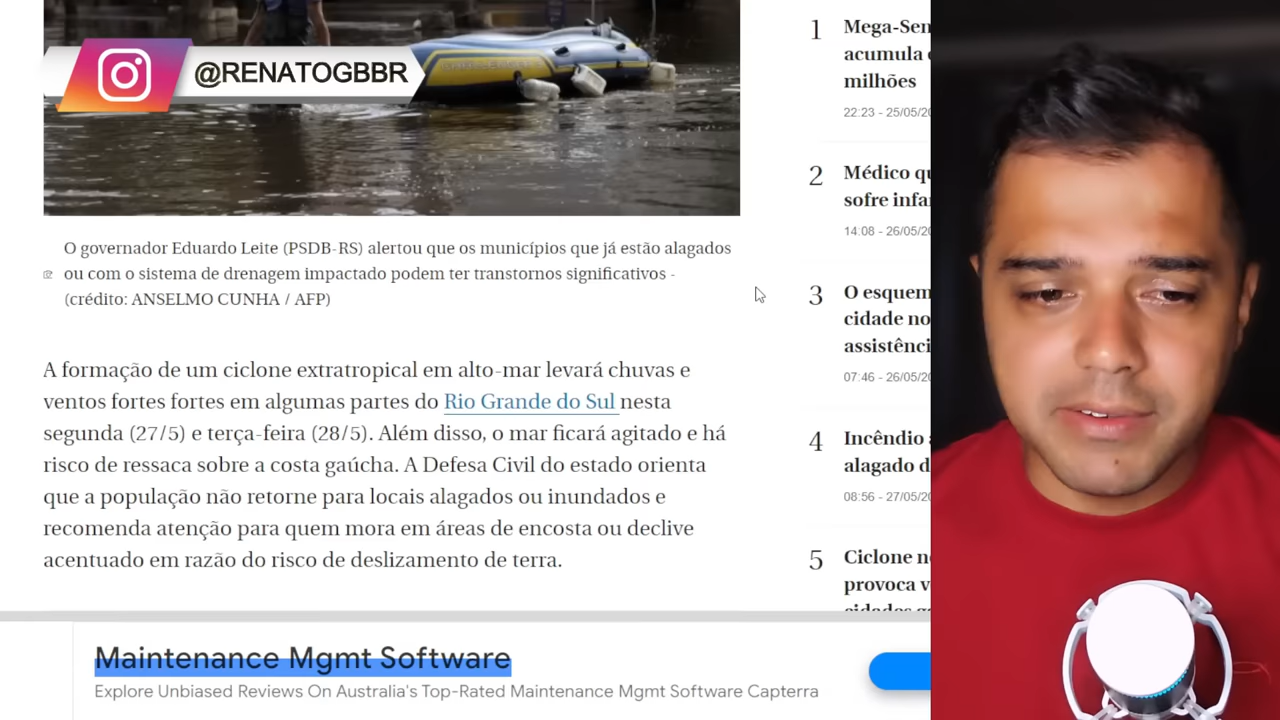 @RENATOGBBR
O governador Eduardo Leite (PSDB-RS) alertou que os municípios que já estão alagados
ou com o sistema de drenagem impactado podem ter transtornos significativos -
(crédito: ANSELMO CUNHA / AFP)
A formação de um ciclone extratropical em alto-mar levará chuvas e
ventos fortes fortes em algumas partes do Rio Grande do Sul nesta
segunda (27/5) e terça-feira (28/5). Além disso, o mar ficará agitado e há
risco de ressaca sobre a costa gaúcha. A Defesa Civil do estado orienta
que a população não retorne para locais alagados ou inundados e
recomenda atenção para quem mora em áreas de encosta ou declive
acentuado em razão do risco de deslizamento de terra.
1
Mega-Sen
acumula
milhões
22:23 - 25/05/20
2
Médico qu
sofre infa
14:08 - 26/05/20
3
O esquem
cidade no
assistênci
07:46 - 26/05/20
4
Incêndio
alagado d
08:56 - 27/05/20
5
Ciclone n
provoca v
Maintenance Mgmt Software
Explore Unbiased Reviews On Australia's Top-Rated Maintenance Mgmt Software Capterra